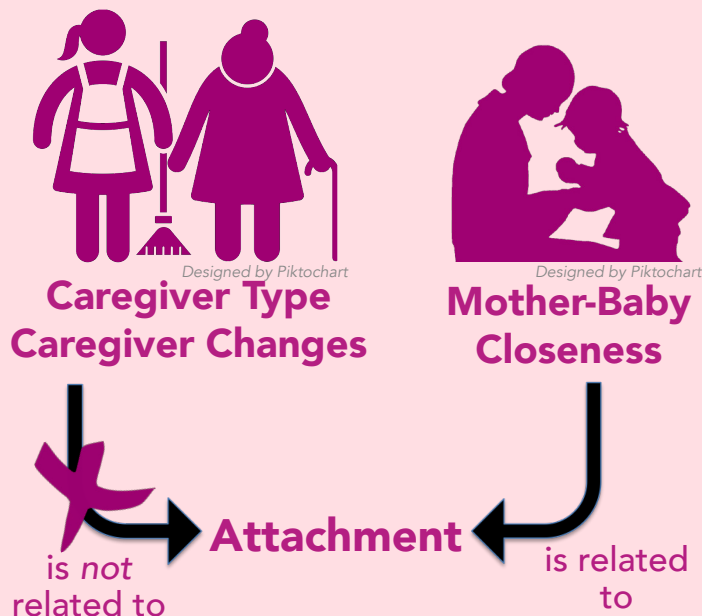 Designed by Piktochart
Caregiver Type
Caregiver Changes
Designed by Piktochart
Mother-Baby
Closeness
Attachment
is not
related to
is related
to